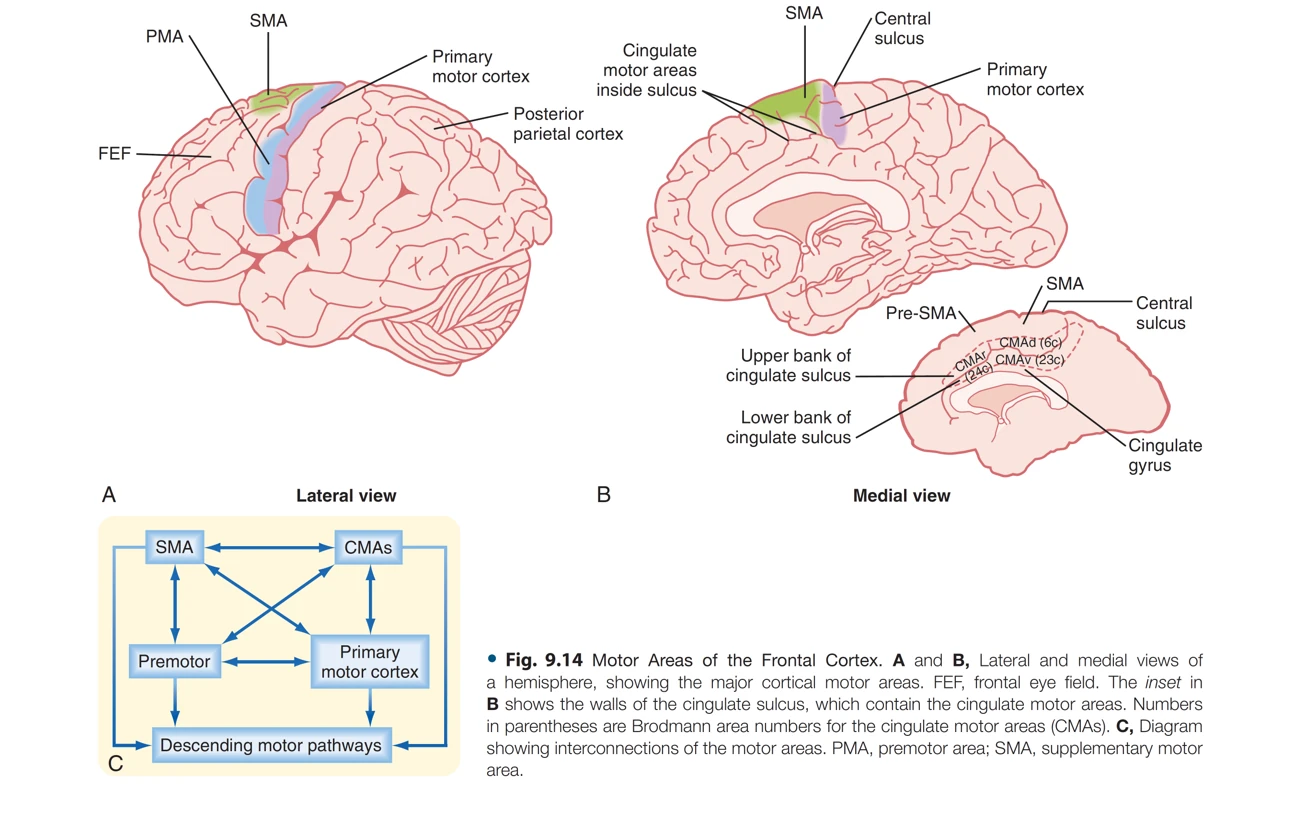 SMA
PMA
Primary
motor cortex
Posterior
parietal cortex
FEF
SMA
Central
sulcus
Cingulate
motor areas
inside sulcus
Primary
motor cortex
SMA
Pre-SMA
Central
sulcus
CMAd (6c)
CMAv (23c)
CMAr
(24c)
Upper bank of
cingulate sulcus
Lower bank of
cingulate sulcus
Cingulate
gyrus
A
Lateral view
B
Medial view
SMA
CMAs
Premotor
Primary
motor cortex
Descending motor pathways
C
• Fig. 9.14 Motor Areas of the Frontal Cortex. A and B, Lateral and medial views of
a hemisphere, showing the major cortical motor areas. FEF, frontal eye field. The inset in
B shows the walls of the cingulate sulcus, which contain the cingulate motor areas. Numbers
in parentheses are Brodmann area numbers for the cingulate motor areas (CMAs). C, Diagram
showing interconnections of the motor areas. PMA, premotor area; SMA, supplementary motor
area.